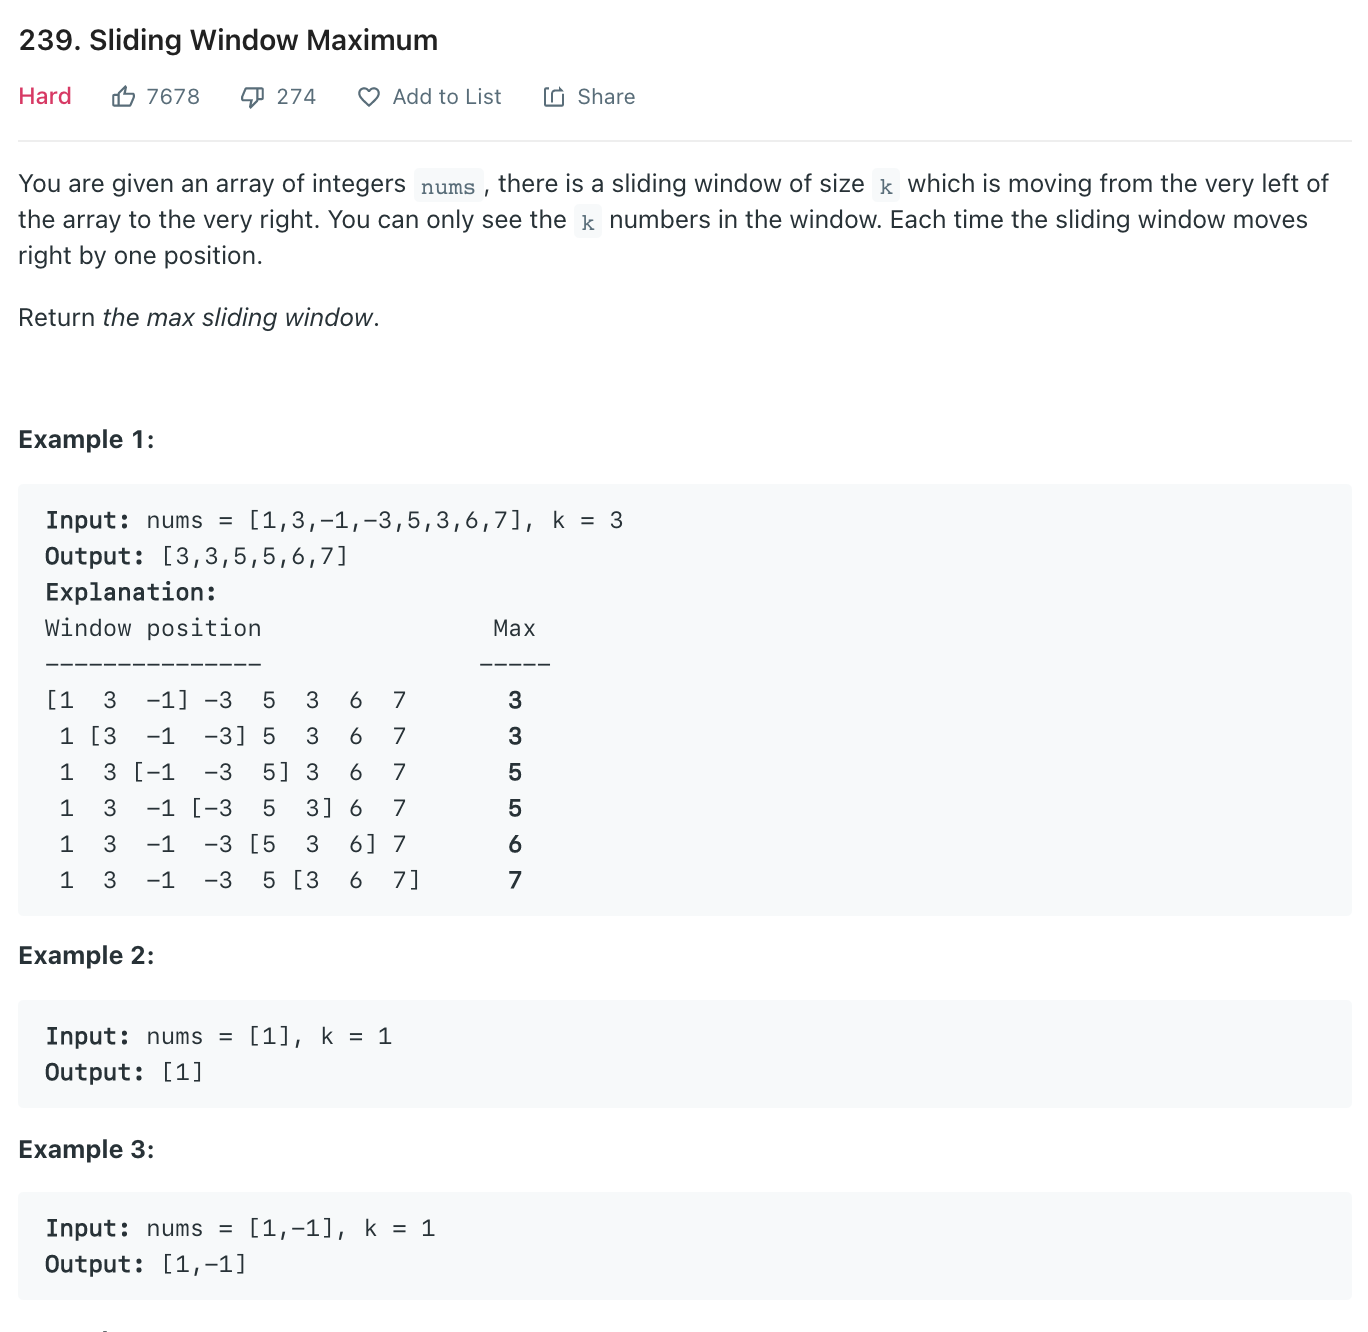 239. Sliding Window Maximum
Hard 7678 274 Add to List Share
You are given an array of integers nums , there is a sliding window of size k which is moving from the very left of
the array to the very right. You can only see the k numbers in the window. Each time the sliding window moves
right by one position.
Return the max sliding window.
Example 1:
Input: nums = [1,3,-1,-3,5,3,6,7], k = 3
Output: [3,3,5,5,6,7]
Explanation:
Window position                Max
---------------               -----
[1  3  -1] -3  5  3  6  7       3
 1 [3  -1  -3] 5  3  6  7       3
 1  3 [-1  -3  5] 3  6  7       5
 1  3  -1 [-3  5  3] 6  7       5
 1  3  -1  -3 [5  3  6] 7       6
 1  3  -1  -3  5 [3  6  7]      7
Example 2:
Input: nums = [1], k = 1
Output: [1]
Example 3:
Input: nums = [1,-1], k = 1
Output: [1,-1]